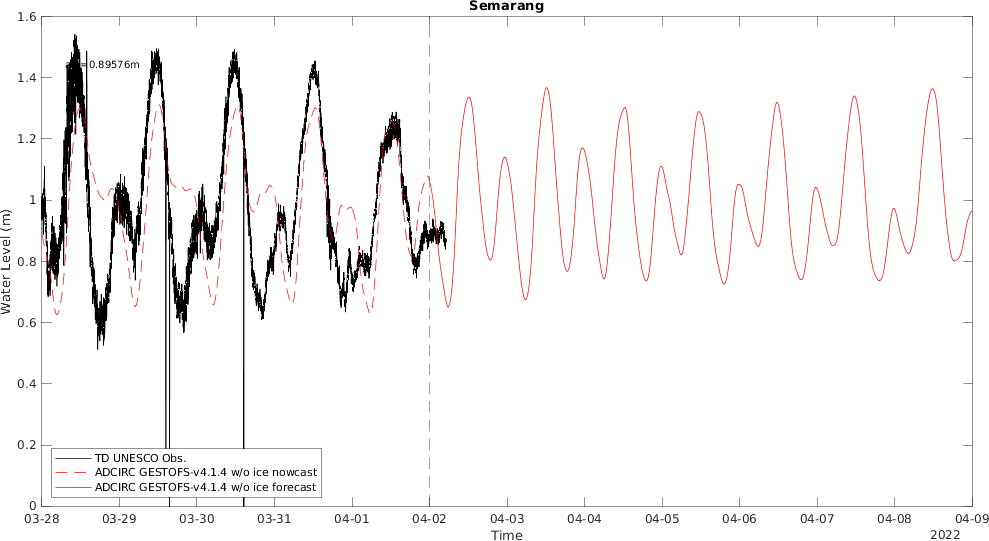 Semarang
1.6
1.4
1.2
1
0.8
0.6
0.4
0.2
0
Water Level (m)
=0.89576m
TD UNESCO Obs.
ADCIRC GESTOFS-v4.1.4 w/o ice nowcast
ADCIRC GESTOFS-v4.1.4 w/o ice forecast
03-28 03-29 03-30 03-31 04-01 04-02 04-03 04-04 04-05 04-06 04-07 04-08 04-09
Time
2022